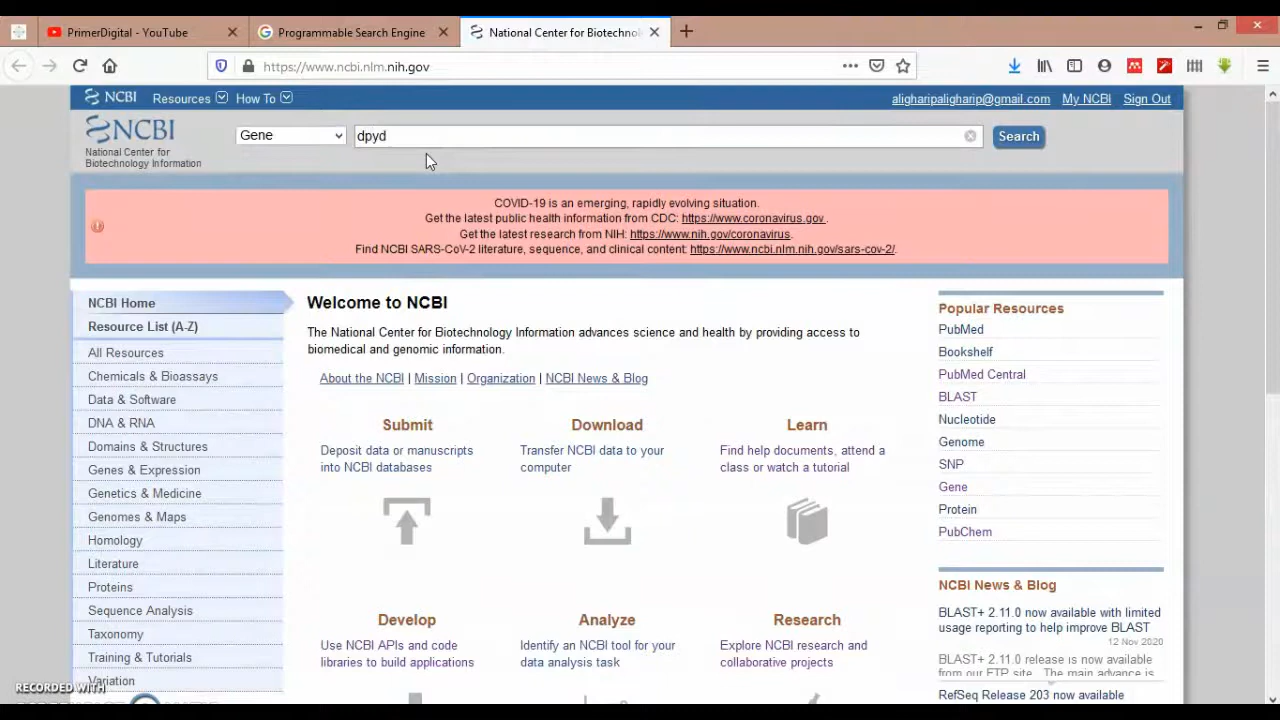 PrimerDigital - YouTube
Programmable Search Engine
National Center for Biotechno
https://www.ncbi.nlm.nih.gov
NCBI Resources How To
aligharipaligharip@gmail.com My NCBI Sign Out
NCBI
National Center for
Biotechnology Information
Gene
dpyd
Search
COVID-19 is an emerging, rapidly evolving situation.
Get the latest public health information from CDC: https://www.coronavirus.gov .
Get the latest research from NIH: https://www.nih.gov/coronavirus.
Find NCBI SARS-CoV-2 literature, sequence, and clinical content: https://www.ncbi.nlm.nih.gov/sars-cov-2/.
NCBI Home
Resource List (A-Z)
All Resources
Chemicals & Bioassays
Data & Software
DNA & RNA
Domains & Structures
Genes & Expression
Genetics & Medicine
Genomes & Maps
Homology
Literature
Proteins
Sequence Analysis
Taxonomy
Training & Tutorials
Variation
Welcome to NCBI
The National Center for Biotechnology Information advances science and health by providing access to
biomedical and genomic information.
About the NCBI | Mission | Organization | NCBI News & Blog
Submit
Deposit data or manuscripts
into NCBI databases
Download
Transfer NCBI data to your
computer
Learn
Find help documents, attend a
class or watch a tutorial
Develop
Use NCBI APIs and code
libraries to build applications
Analyze
Identify an NCBI tool for your
data analysis task
Research
Explore NCBI research and
collaborative projects
Popular Resources
PubMed
Bookshelf
PubMed Central
BLAST
Nucleotide
Genome
SNP
Gene
Protein
PubChem
NCBI News & Blog
BLAST+ 2.11.0 now available with limited
usage reporting to help improve BLAST
12 Nov 2020
BLAST+ 2.11.0 release is now available
from our FTP site. The main advance is
RefSeq Release 203 now available
RECORDED WITH